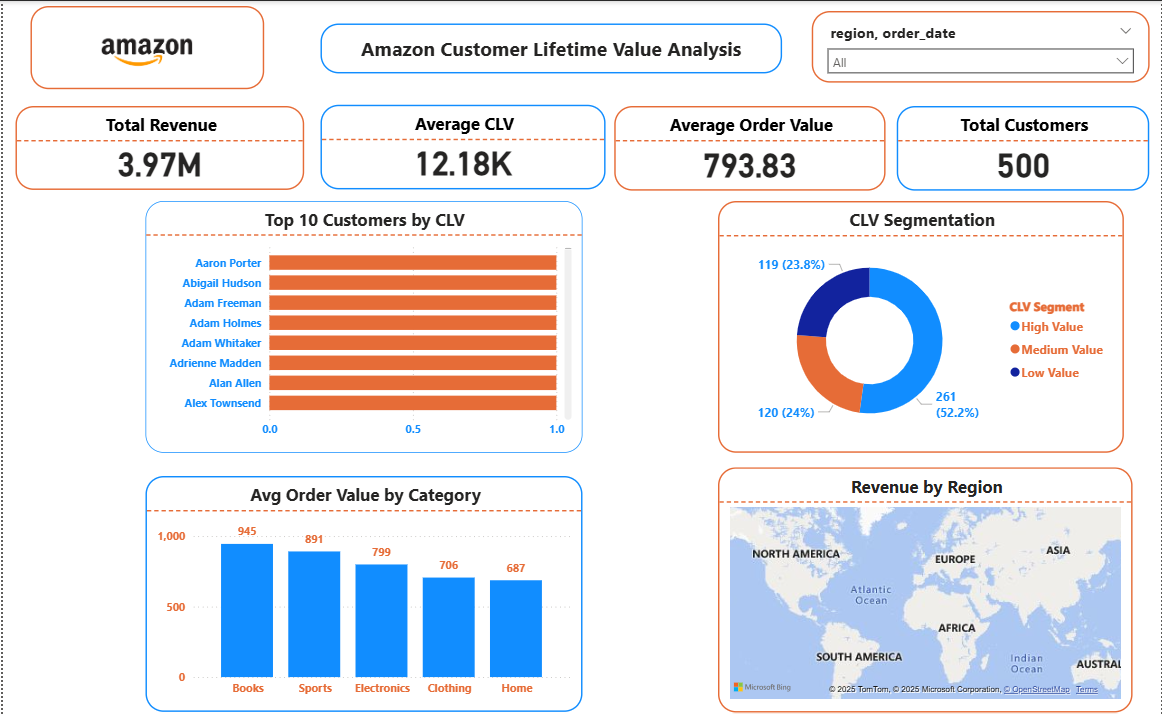 amazon
Amazon Customer Lifetime Value Analysis
region, order_date
All
Total Revenue
3.97M
Average CLV
12.18K
Average Order Value
793.83
Total Customers
500
Top 10 Customers by CLV
Aaron Porter
Abigail Hudson
Adam Freeman
Adam Holmes
Adam Whitaker
Adrienne Madden
Alan Allen
Alex Townsend
0.0 0.5 1.0
CLV Segmentation
119 (23.8%)
120 (24%)
261
(52.2%)
CLV Segment
High Value
Medium Value
Low Value
Avg Order Value by Category
1,000
500
0
945
891
799
706
687
Books Sports Electronics Clothing Home
Revenue by Region
NORTH AMERICA
EUROPE
ASIA
Atlantic
Ocean
AFRICA
SOUTH AMERICA
Indian
Ocean
AUSTRAL
Microsoft Bing
© 2025 TomTom, © 2025 Microsoft Corporation, © OpenStreetMap Terms